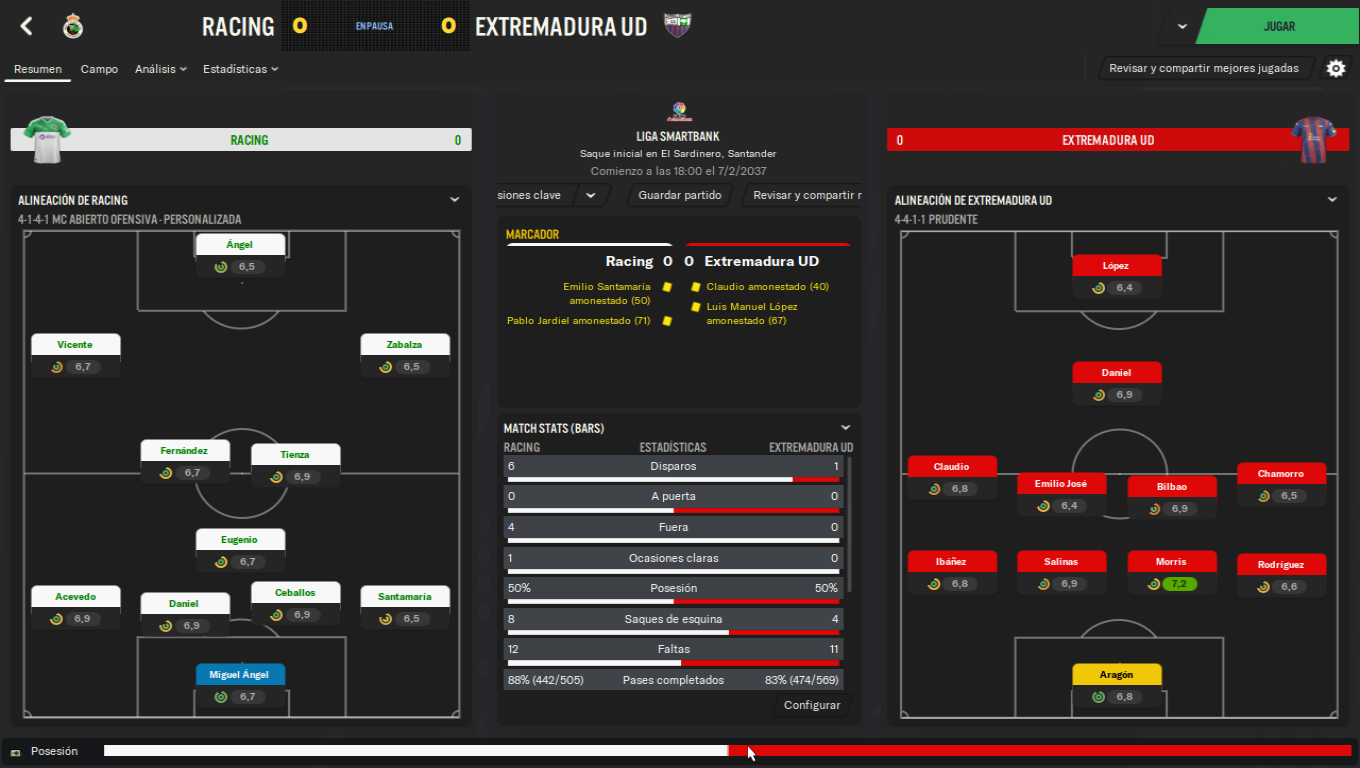 RACING 0 EN PAUSA 0 EXTREMADURA UD
JUGAR
Resumen Campo Análisis Estadísticas
Revisar y compartir mejores jugadas
RACING 0
LIGA SMARTBANK
Saque inicial en El Sardinero, Santander
Comienzo a las 18:00 el 7/2/2037
0 EXTREMADURA UD
siones clave Guardar partido Revisar y compartir r
ALINEACIÓN DE RACING
4-1-4-1 MC ABIERTO OFENSIVA - PERSONALIZADA
Ángel
6,5
Vicente
6,7
Zabalza
6,5
Fernández
6,7
Tienza
6,9
Eugenio
6,7
Acevedo
6,9
Daniel
6,9
Ceballos
6,9
Santamaría
6,5
Miguel Ángel
6,7
MARCADOR
Racing 0 0 Extremadura UD
Emilio Santamaría
amonestado (50)
Pablo Jardiel amonestado (71)
Claudio amonestado (40)
Luis Manuel López
amonestado (67)
MATCH STATS (BARS)
RACING ESTADÍSTICAS EXTREMADURA UD
6 Disparos 1
0 A puerta 0
4 Fuera 0
1 Ocasiones claras 0
50% Posesión 50%
8 Saques de esquina 4
12 Faltas 11
88% (442/505) Pases completados 83% (474/569)
Configurar
ALINEACIÓN DE EXTREMADURA UD
4-4-1-1 PRUDENTE
López
6,4
Daniel
6,9
Claudio
6,8
Emilio José
6,4
Bilbao
6,9
Chamorro
6,5
Ibáñez
6,8
Salinas
6,9
Morris
7,2
Rodríguez
6,6
Aragón
6,8
Posesión